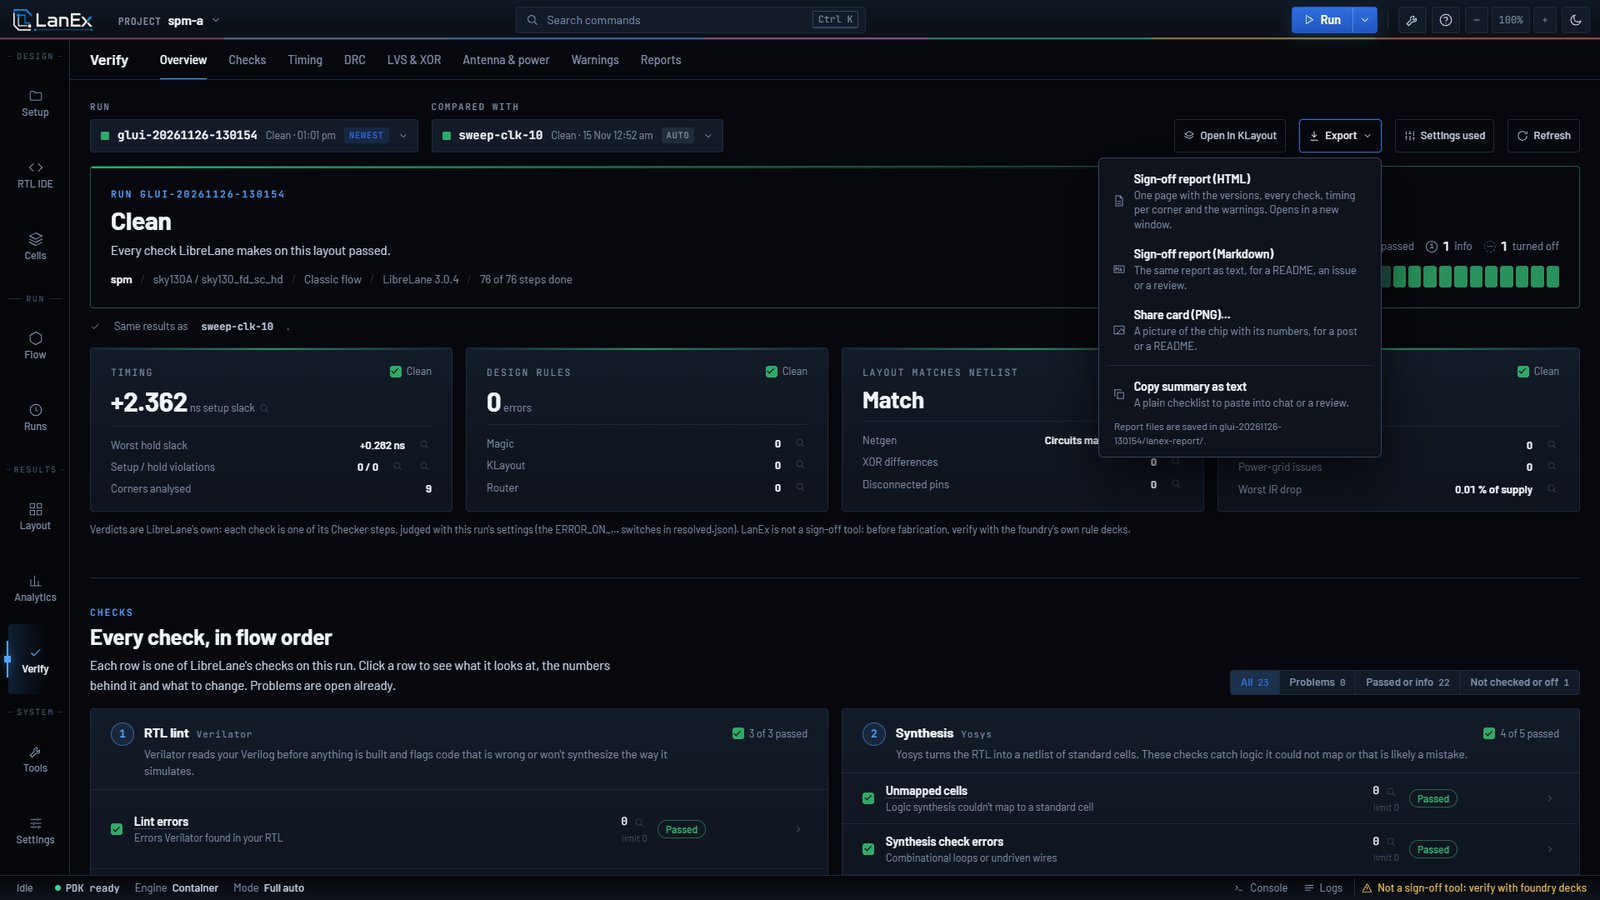 LanEx
PROJECT spm-a
Search commands
Ctrl K
Run
100%
DESIGN
Setup
RTL IDE
Cells
RUN
Flow
Runs
RESULTS
Layout
Analytics
Verify
SYSTEM
Tools
Settings
Verify
Overview
Checks
Timing
DRC
LVS & XOR
Antenna & power
Warnings
Reports
RUN
glui-20261126-130154 Clean · 01:01 pm NEWEST
COMPARED WITH
sweep-clk-10 Clean · 15 Nov 12:52 am AUTO
Open in KLayout
Export
Settings used
Refresh
RUN GLUI-20261126-130154
Clean
Every check LibreLane makes on this layout passed.
spm / sky130A / sky130_fd_sc_hd / Classic flow / LibreLane 3.0.4 / 76 of 76 steps done
passed 1 info 1 turned off
Sign-off report (HTML)
One page with the versions, every check, timing
per corner and the warnings. Opens in a new
window.
Sign-off report (Markdown)
The same report as text, for a README, an issue
or a review.
Share card (PNG)...
A picture of the chip with its numbers, for a post
or a README.
Copy summary as text
A plain checklist to paste into chat or a review.
Report files are saved in glui-20261126-
130154/lanex-report/.
Same results as sweep-clk-10 .
TIMING Clean
+2.362 ns setup slack
Worst hold slack +0.282 ns
Setup / hold violations 0 / 0
Corners analysed 9
DESIGN RULES Clean
0 errors
Magic 0
KLayout 0
Router 0
LAYOUT MATCHES NETLIST
Match
Netgen Circuits ma
XOR differences 0
Disconnected pins 0
Clean
0
Power-grid issues 0
Worst IR drop 0.01 % of supply
Verdicts are LibreLane's own: each check is one of its Checker steps, judged with this run's settings (the ERROR_ON_... switches in resolved.json). LanEx is not a sign-off tool: before fabrication, verify with the foundry's own rule decks.
CHECKS
Every check, in flow order
Each row is one of LibreLane's checks on this run. Click a row to see what it looks at, the numbers
behind it and what to change. Problems are open already.
All 23
Problems 0
Passed or info 22
Not checked or off 1
1 RTL lint Verilator 3 of 3 passed
Verilator reads your Verilog before anything is built and flags code that is wrong or won't synthesize the way it
simulates.
Lint errors 0 Passed
Errors Verilator found in your RTL limit 0
2 Synthesis Yosys 4 of 5 passed
Yosys turns the RTL into a netlist of standard cells. These checks catch logic it could not map or that is likely a mistake.
Unmapped cells 0 Passed
Logic synthesis couldn't map to a standard cell limit 0
Synthesis check errors 0 Passed
Combinational loops or undriven wires limit 0
Idle
PDK ready
Engine Container
Mode Full auto
Console
Logs
Not a sign-off tool: verify with foundry decks